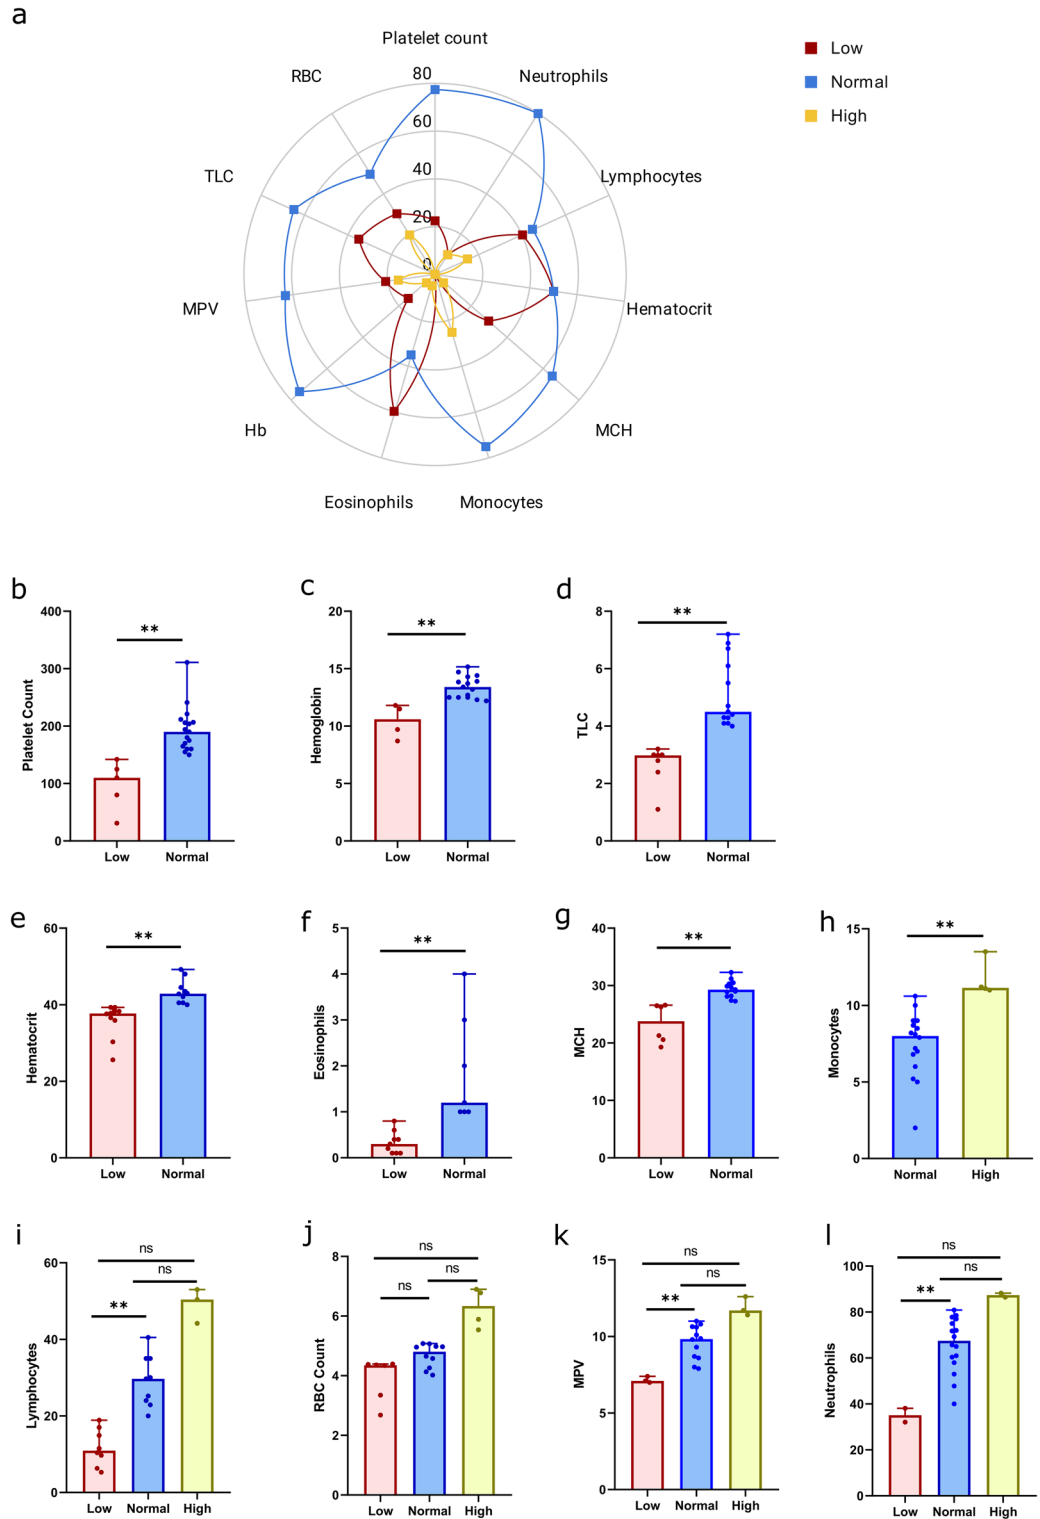 a
Platelet count
RBC
Neutrophils
TLC
Lymphocytes
MPV
Hematocrit
Hb
MCH
Eosinophils
Monocytes
80
60
40
20
0
Low
Normal
High
b
Platelet Count
400
300
200
100
0
**
Low Normal
c
Hemoglobin
20
15
10
5
0
**
Low Normal
d
TLC
8
6
4
2
0
**
Low Normal
e
Hematocrit
60
40
20
0
**
Low Normal
f
Eosinophils
5
4
3
2
1
0
**
Low Normal
g
MCH
40
30
20
10
0
**
Low Normal
h
Monocytes
15
10
5
0
**
Normal High
i
Lymphocytes
60
40
20
0
ns
ns
**
Low Normal High
j
RBC Count
8
6
4
2
0
ns
ns
ns
Low Normal High
k
MPV
15
10
5
0
ns
ns
**
Low Normal High
l
Neutrophils
100
80
60
40
20
0
ns
ns
**
Low Normal High